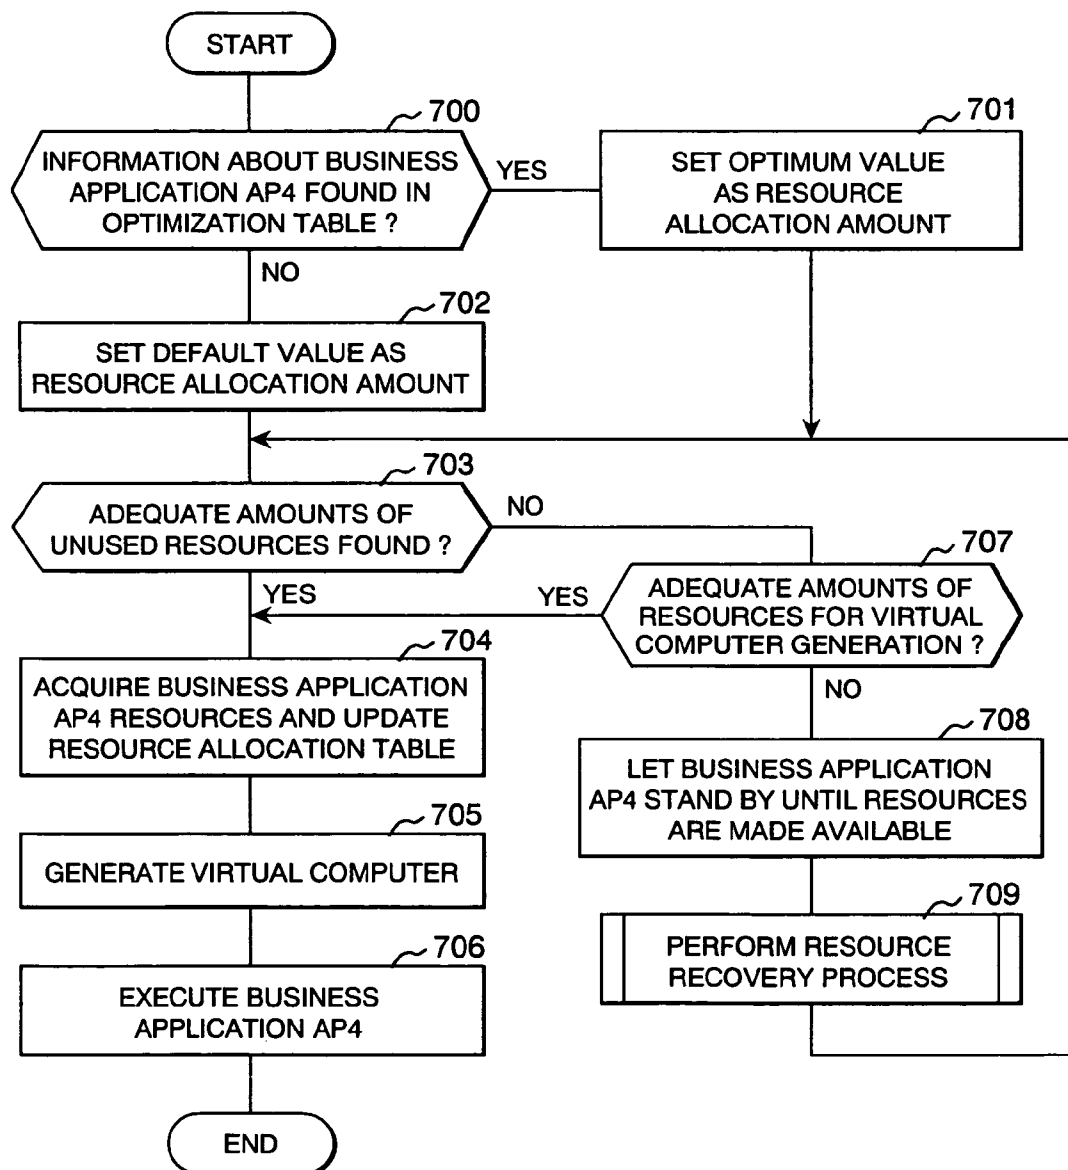 START
700
INFORMATION ABOUT BUSINESS
APPLICATION AP4 FOUND IN
OPTIMIZATION TABLE ?
YES
701
SET OPTIMUM VALUE
AS RESOURCE
ALLOCATION AMOUNT
NO
702
SET DEFAULT VALUE AS
RESOURCE ALLOCATION AMOUNT
703
ADEQUATE AMOUNTS OF
UNUSED RESOURCES FOUND ?
NO
YES
707
ADEQUATE AMOUNTS OF
RESOURCES FOR VIRTUAL
COMPUTER GENERATION ?
YES
NO
704
ACQUIRE BUSINESS APPLICATION
AP4 RESOURCES AND UPDATE
RESOURCE ALLOCATION TABLE
708
LET BUSINESS APPLICATION
AP4 STAND BY UNTIL RESOURCES
ARE MADE AVAILABLE
705
GENERATE VIRTUAL COMPUTER
709
PERFORM RESOURCE
RECOVERY PROCESS
706
EXECUTE BUSINESS
APPLICATION AP4
END